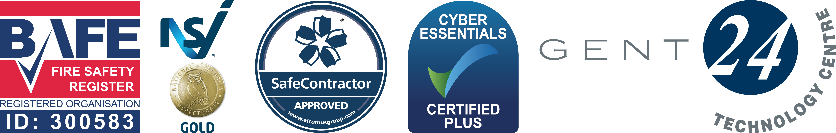 BAFE
FIRE SAFETY
REGISTER
REGISTERED ORGANISATION
ID: 300583
NSI
GOLD
SafeContractor
APPROVED
CYBER
ESSENTIALS
CERTIFIED
PLUS
GENT
24
TECHNOLOGY CENTRE